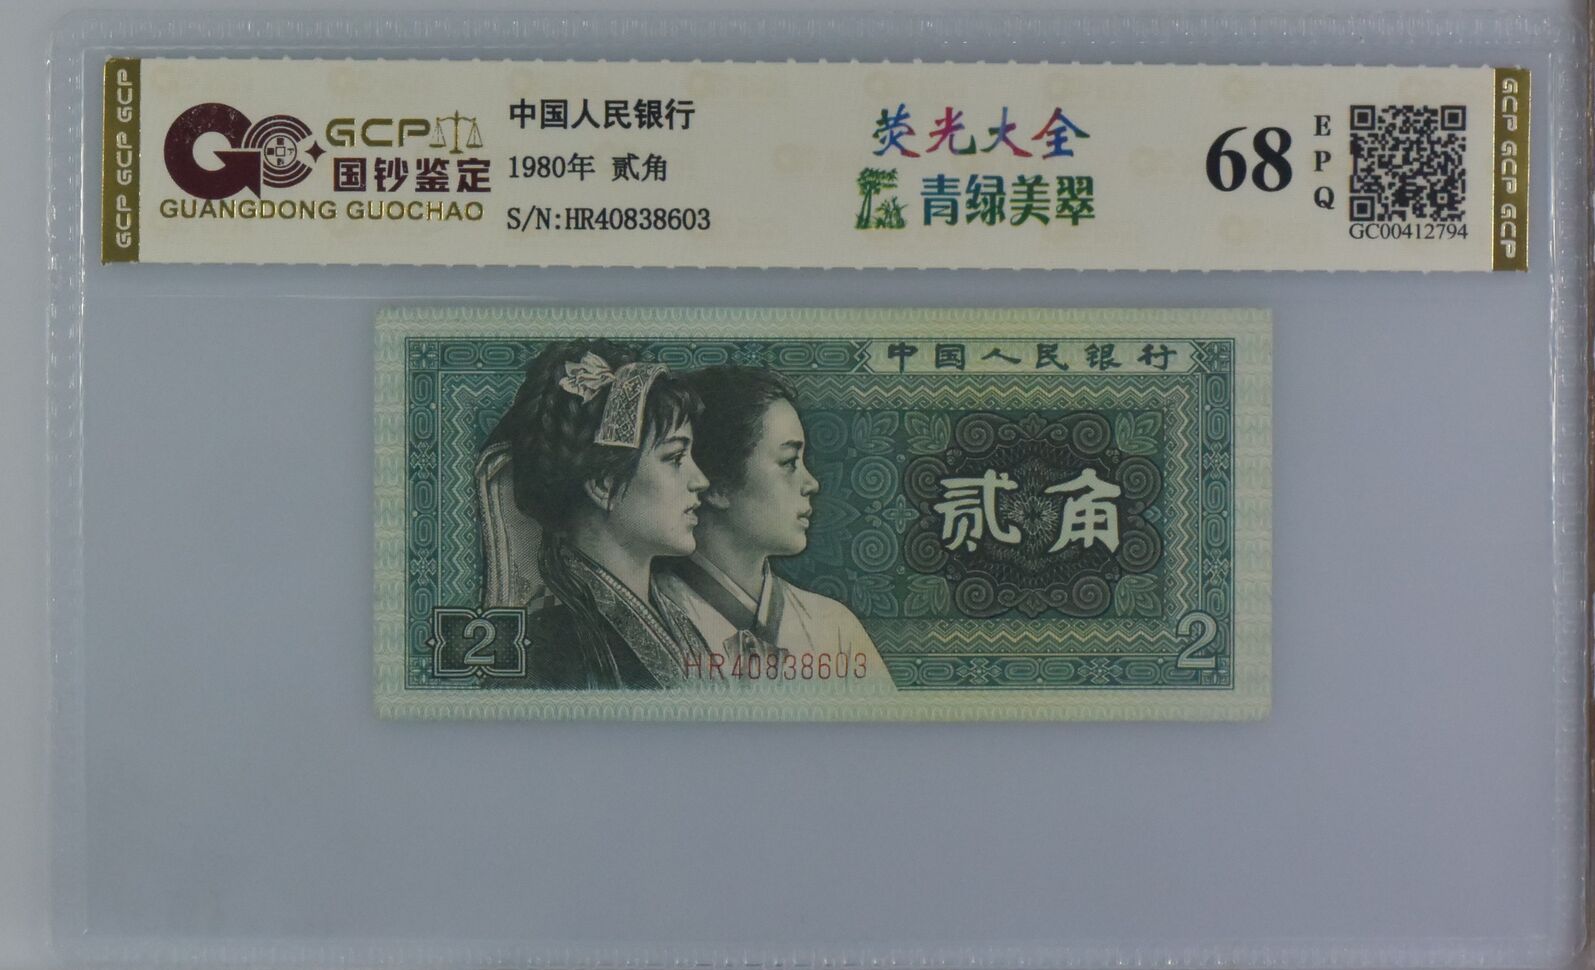 GCP GCP GCP
GCP
国钞鉴定
GUANGDONG GUOCHAO
中国人民银行
1980年 贰角
S/N:HR40838603
荧光大全
青绿美翠
68
EPQ
GC00412794
GCP GCP GCP
中国人民银行
贰角
2
HR40838603
2